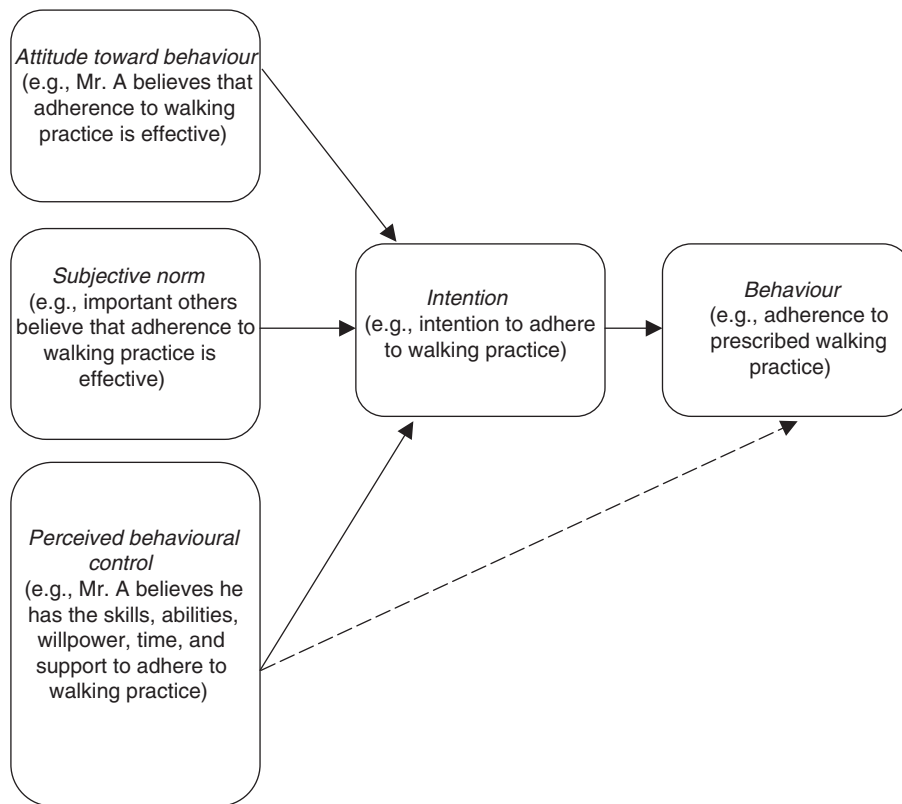 Attitude toward behaviour
(e.g., Mr. A believes that
adherence to walking
practice is effective)
Subjective norm
(e.g., important others
believe that adherence to
walking practice is
effective)
Intention
(e.g., intention to adhere
to walking practice)
Behaviour
(e.g., adherence to
prescribed walking
practice)
Perceived behavioural
control
(e.g., Mr. A believes he
has the skills, abilities,
willpower, time, and
support to adhere to
walking practice)